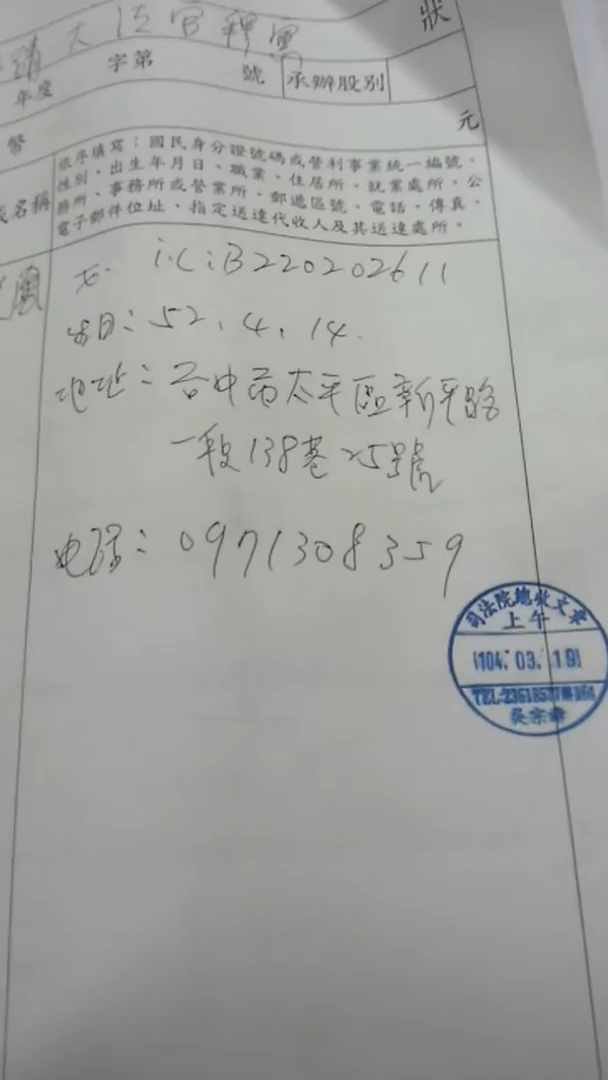 狀
請大法官釋憲
年度 字第 號 承辦股別
幣 元
或名稱
依序填寫：國民身分證號碼或營利事業統一編號、
性別、出生年月日、職業、住居所、就業處所、公
務所、事務所或營業所、郵遞區號、電話、傳真、
電子郵件位址、指定送達代收人及其送達處所。
i.C:B220202611
52.4.14.
地址：台中市太平區新平路
一段138巷25號
电話：0971308359
司法院總收文章
上午
104.03.19